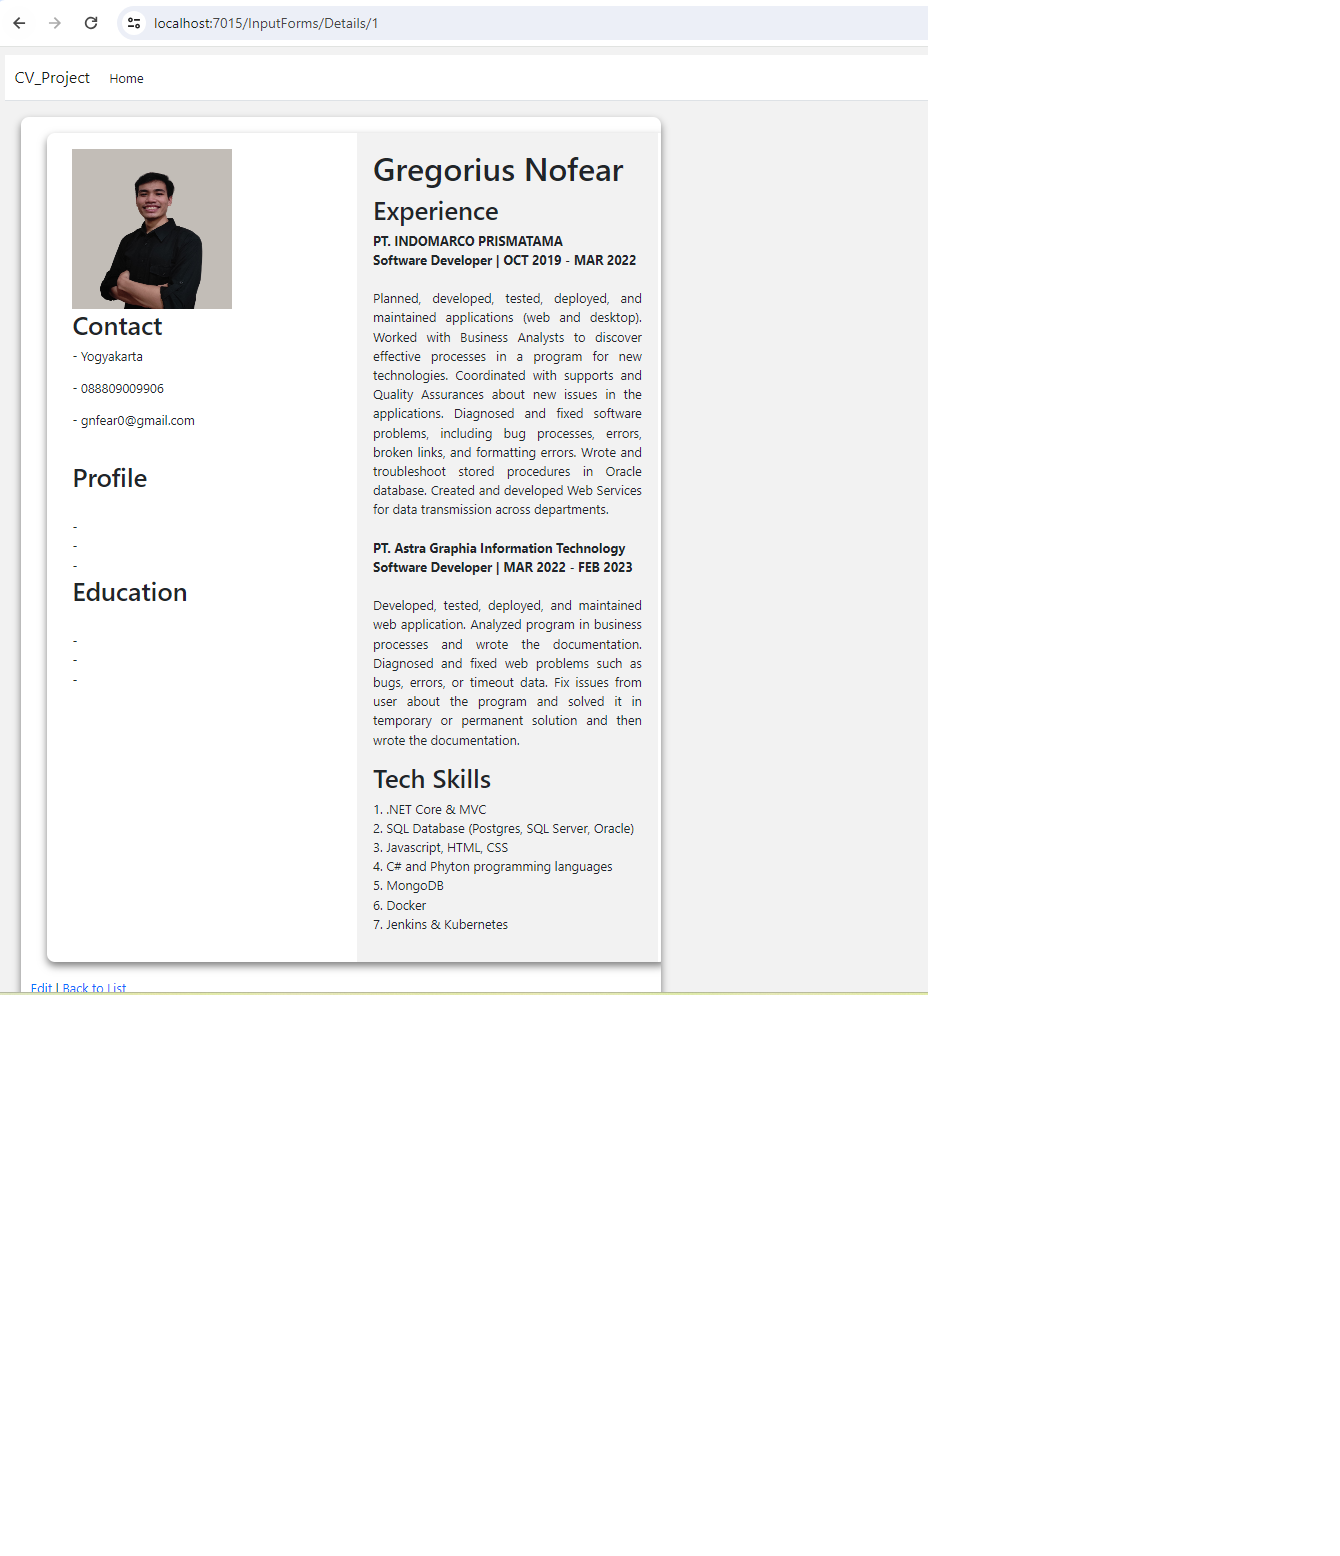 localhost:7015/InputForms/Details/1
CV_Project Home
Contact
- Yogyakarta
- 088809009906
- gnfear0@gmail.com
Profile
-
-
-
Education
-
-
-
Gregorius Nofear
Experience
PT. INDOMARCO PRISMATAMA
Software Developer | OCT 2019 - MAR 2022
Planned, developed, tested, deployed, and
maintained applications (web and desktop).
Worked with Business Analysts to discover
effective processes in a program for new
technologies. Coordinated with supports and
Quality Assurances about new issues in the
applications. Diagnosed and fixed software
problems, including bug processes, errors,
broken links, and formatting errors. Wrote and
troubleshoot stored procedures in Oracle
database. Created and developed Web Services
for data transmission across departments.
PT. Astra Graphia Information Technology
Software Developer | MAR 2022 - FEB 2023
Developed, tested, deployed, and maintained
web application. Analyzed program in business
processes and wrote the documentation.
Diagnosed and fixed web problems such as
bugs, errors, or timeout data. Fix issues from
user about the program and solved it in
temporary or permanent solution and then
wrote the documentation.
Tech Skills
1. .NET Core & MVC
2. SQL Database (Postgres, SQL Server, Oracle)
3. Javascript, HTML, CSS
4. C# and Phyton programming languages
5. MongoDB
6. Docker
7. Jenkins & Kubernetes
Edit | Back to List